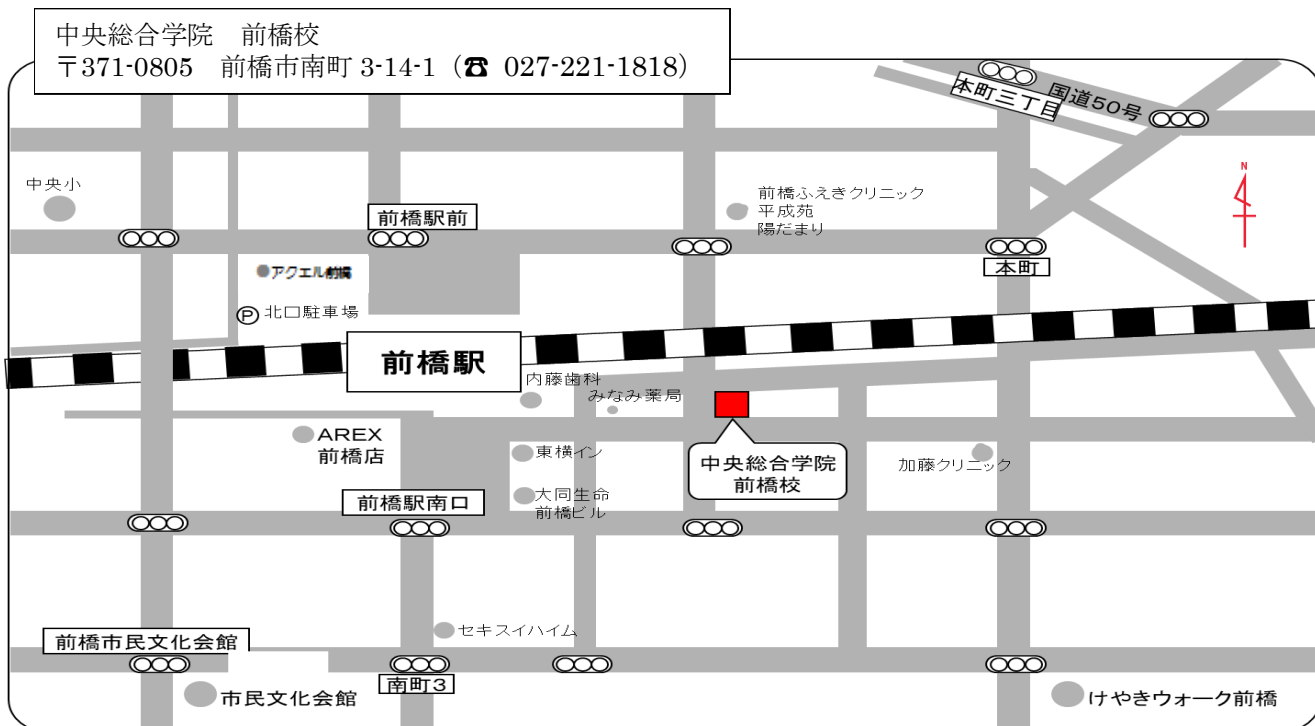 中央総合学院　前橋校
〒371-0805　前橋市南町 3-14-1（☎ 027-221-1818）
本町三丁目
国道50号
N
中央小
前橋駅前
前橋ふえきクリニック
平成苑
陽だまり
本町
アクエル前橋
P 北口駐車場
前橋駅
内藤歯科
みなみ薬局
AREX
前橋店
東横イン
中央総合学院
前橋校
加藤クリニック
前橋駅南口
大同生命
前橋ビル
セキスイハイム
前橋市民文化会館
南町3
市民文化会館
けやきウォーク前橋